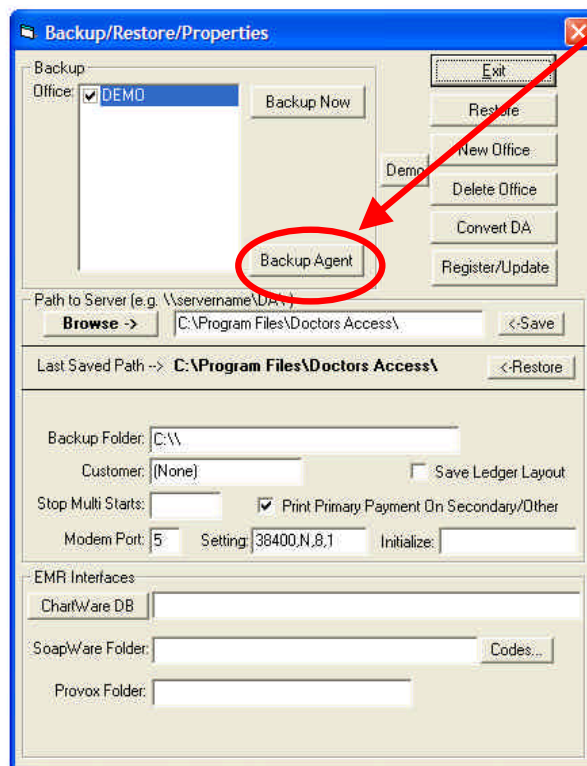 Backup/Restore/Properties
Backup
Office: DEMO
Backup Now
Backup Agent
Demo
Exit
Restore
New Office
Delete Office
Convert DA
Register/Update
Path to Server (e.g. \\servername\DA\ )
Browse -> C:\Program Files\Doctors Access\ <-Save
Last Saved Path --> C:\Program Files\Doctors Access\ <-Restore
Backup Folder: C:\\
Customer: (None) Save Ledger Layout
Stop Multi Starts: Print Primary Payment On Secondary/Other
Modem Port: 5 Setting: 38400,N,8,1 Initialize:
EMR Interfaces
ChartWare DB
SoapWare Folder: Codes...
Provox Folder: